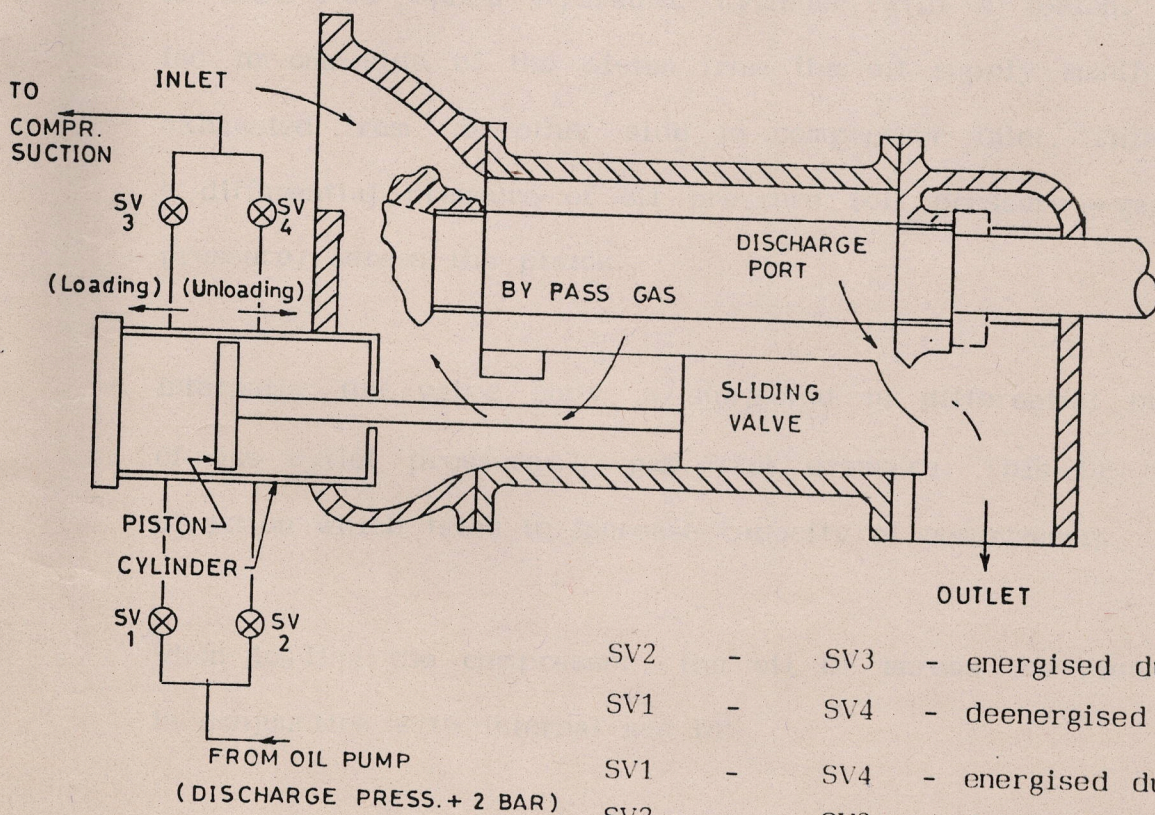 INLET
TO
COMPR.
SUCTION
SV
3
SV
4
(Loading)
(Unloading)
DISCHARGE
PORT
BY PASS GAS
SLIDING
VALVE
PISTON
CYLINDER
SV
1
SV
2
OUTLET
FROM OIL PUMP
(DISCHARGE PRESS. + 2 BAR)
SV2 - SV3 - energised
SV1 - SV4 - deenergised
SV1 - SV4 - energised